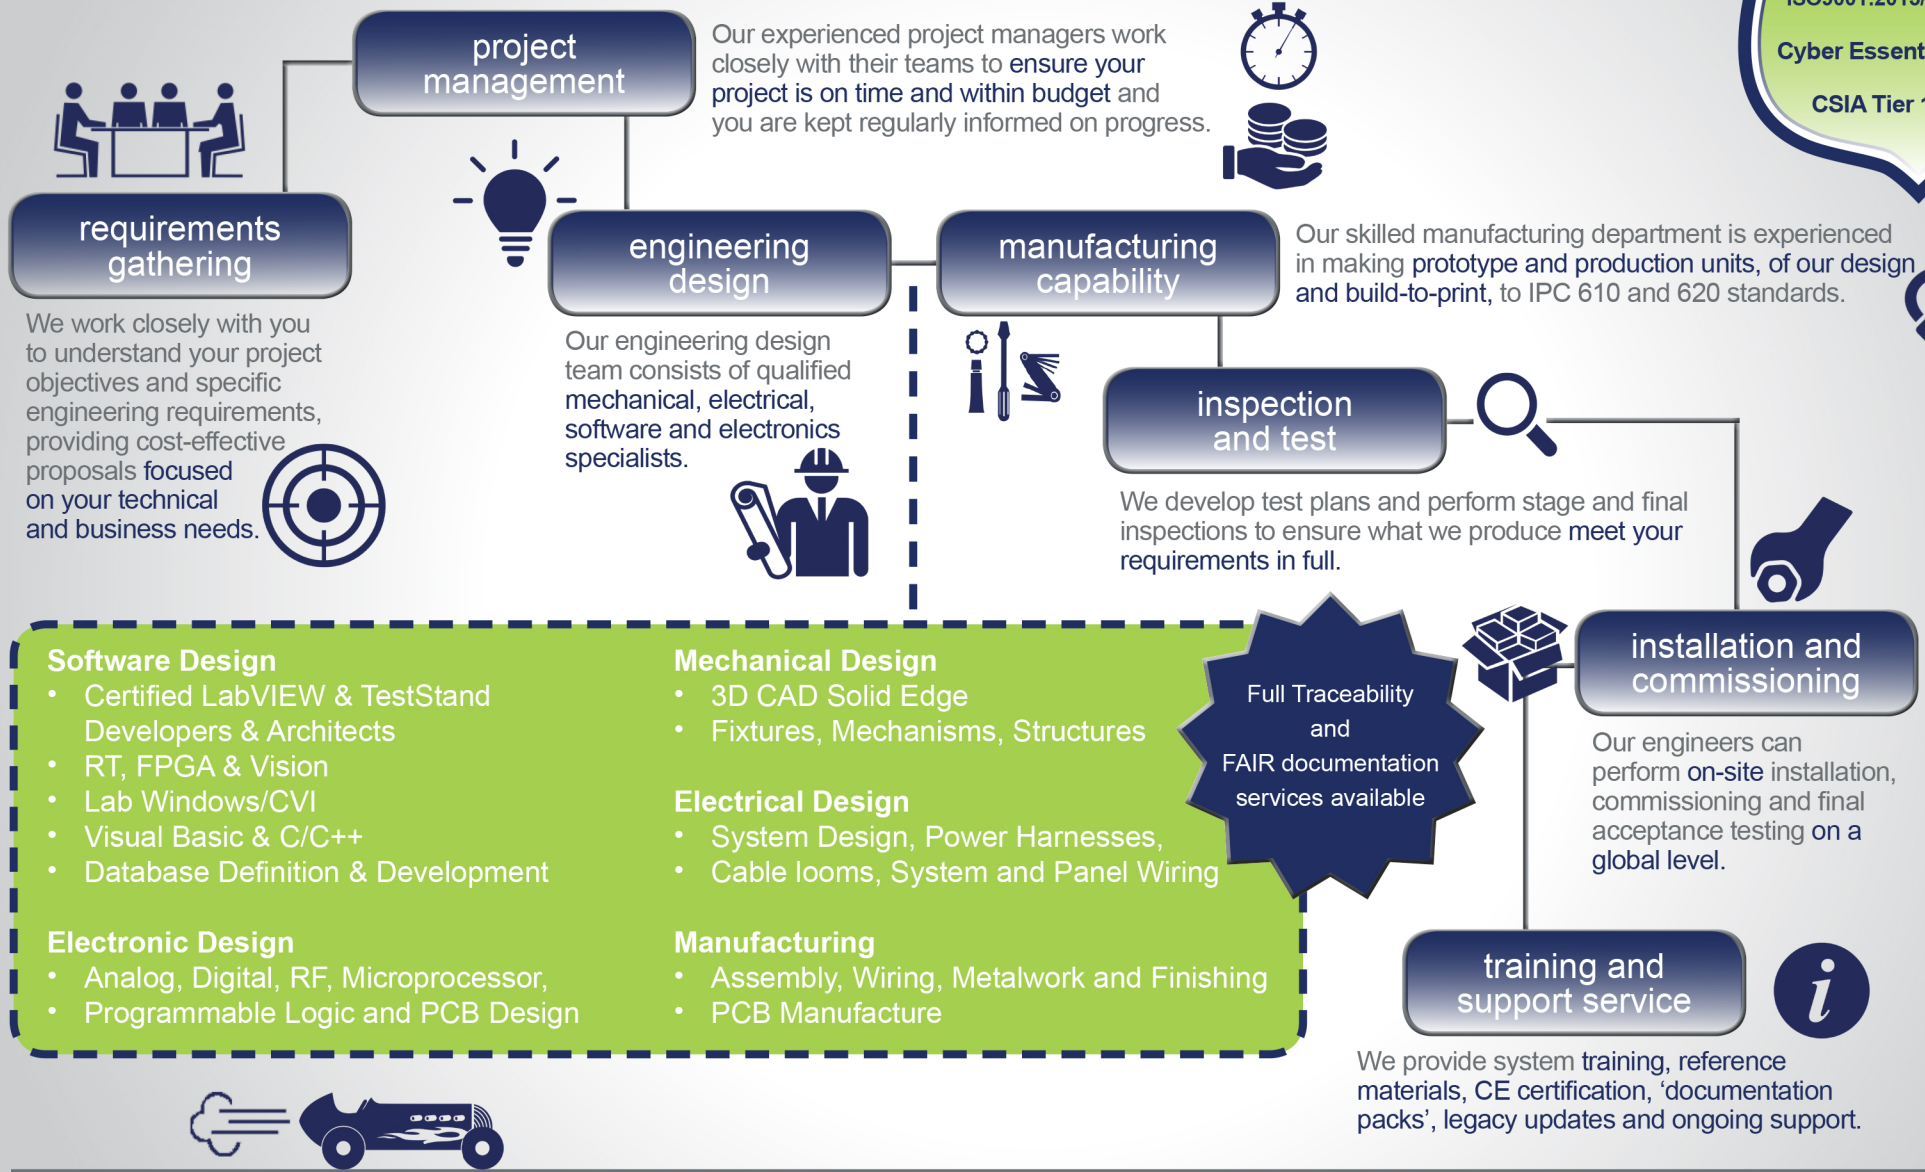 project
management
Our experienced project managers work
closely with their teams to ensure your
project is on time and within budget and
you are kept regularly informed on progress.
Cyber
CSIA Tier
requirements
gathering
We work closely with you
to understand your project
objectives and specific
engineering requirements,
providing cost-effective
proposals focused
on your technical
and business needs.
engineering
design
Our engineering design
team consists of qualified
mechanical, electrical,
software and electronics
specialists.
manufacturing
capability
Our skilled manufacturing department is experienced
in making prototype and production units, of our design
and build-to-print, to IPC 610 and 620 standards.
inspection
and test
We develop test plans and perform stage and final
inspections to ensure what we produce meet your
requirements in full.
installation and
commissioning
Our engineers can
perform on-site installation,
commissioning and final
acceptance testing on a
global level.
Software Design
• Certified LabVIEW & TestStand
Developers & Architects
• RT, FPGA & Vision
• Lab Windows/CVI
• Visual Basic & C/C++
• Database Definition & Development
Electronic Design
• Analog, Digital, RF, Microprocessor,
• Programmable Logic and PCB Design
Mechanical Design
• 3D CAD Solid Edge
• Fixtures, Mechanisms, Structures
Electrical Design
• System Design, Power Harnesses,
• Cable looms, System and Panel Wiring
Manufacturing
• Assembly, Wiring, Metalwork and Finishing
• PCB Manufacture
Full Traceability
and
FAIR documentation
services available
training and
support service
i
We provide system training, reference
materials, CE certification, ‘documentation
packs’, legacy updates and ongoing support.